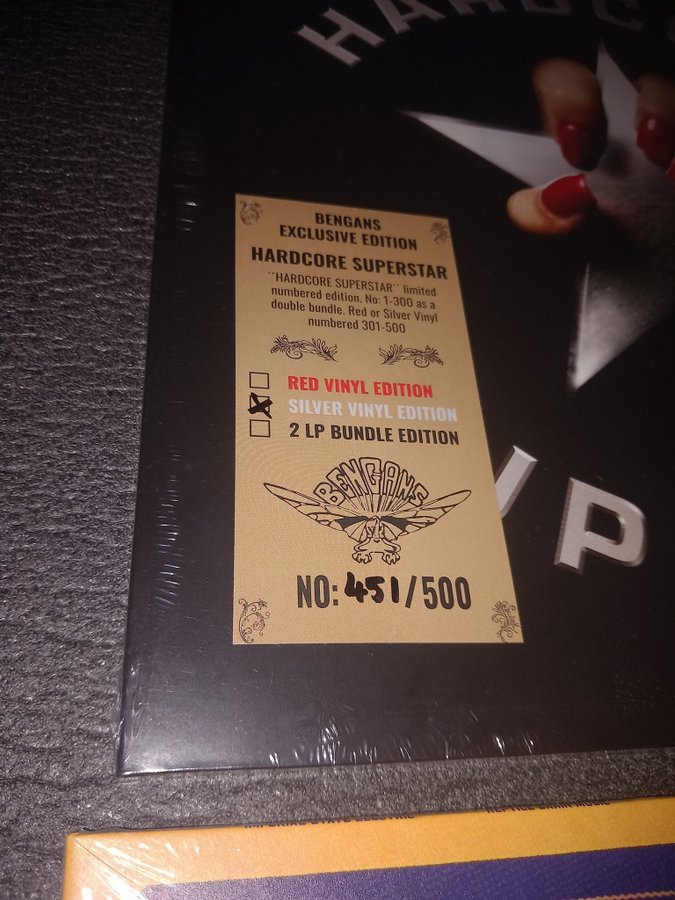 HARDC
BENGANS
EXCLUSIVE EDITION
HARDCORE SUPERSTAR
"HARDCORE SUPERSTAR" limited
numbered edition. No: 1-300 as a
double bundle. Red or Silver Vinyl
numbered 301-500
RED VINYL EDITION
SILVER VINYL EDITION
2 LP BUNDLE EDITION
BENGANS
NO: 451/500
P